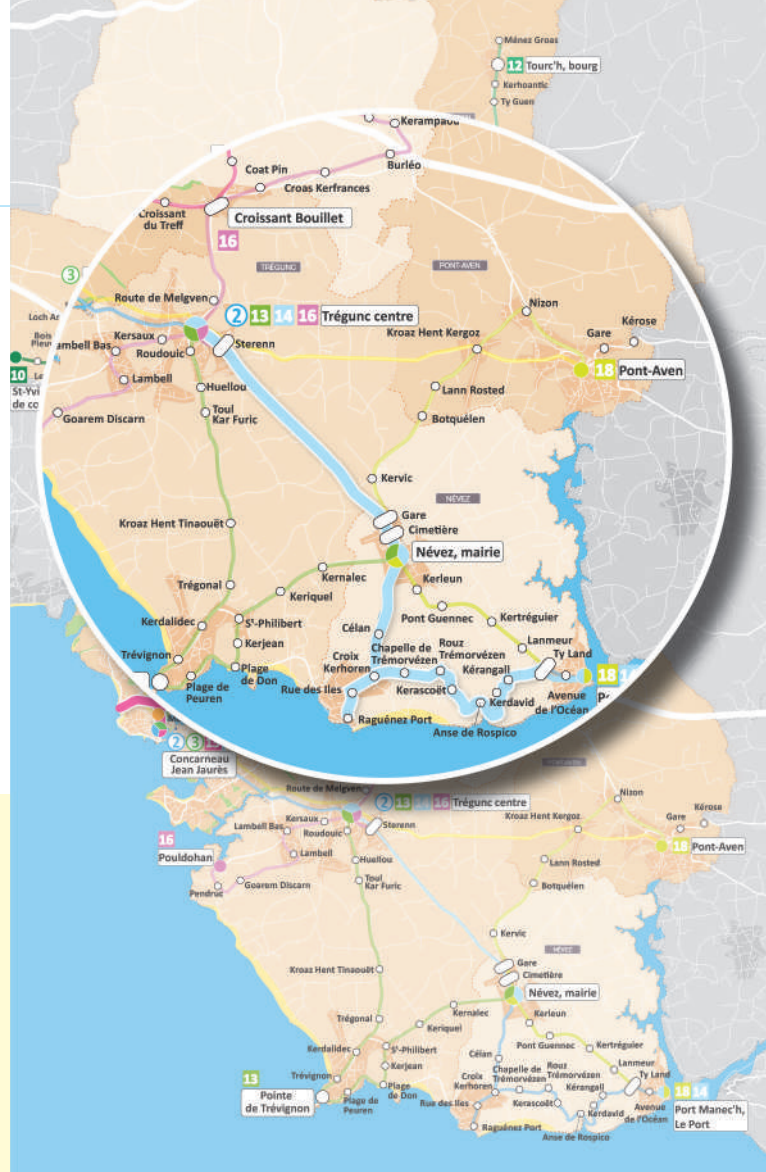 Ménez Groas
12 Tourc'h, bourg
Kerhoantic
Ty Guen
Burléo
Coat Pin
Croas Kerfrances
Croissant
du Treff
Croissant Bouillet
16
TRÉGUNC
PONT-AVEN
3
Route de Melgven
2 13 14 16 Trégunc centre
Nizon
Kersaux
Lambell Bas
Roudouic
Sterenn
Kroaz Hent Kergoz
Gare
Kérose
10
Lambell
Huellou
18 Pont-Aven
Lann Rosted
Goarem Discarn
Toul
Kar Furic
Botquélen
Kervic
NÉVEZ
Gare
Cimetière
Kroaz Hent Tinaouët
Névez, mairie
Kernalec
Trégonal
Keriquel
Kerleun
Kerdalidec
St-Philibert
Pont Guennec
Kertréguier
Célan
Kerjean
Trévignon
Croix
Kerhoren
Chapelle de
Trémorvézen
Rouz
Trémorvézen
Lanmeur
Ty Land
Plage
de Don
Plage de
Peuren
Rue des Iles
Kérangall
18
Kerascoët
Kerdavid
Avenue
de l'Océan
Raguénez Port
Anse de Rospico
2 3
Concarneau
Jean Jaurès
Route de Melgven
2 13 14 16 Trégunc centre
Nizon
Kersaux
Lambell Bas
Roudouic
Sterenn
Kroaz Hent Kergoz
Gare
Kérose
16
Pouldohan
Lambell
Huellou
18 Pont-Aven
Lann Rosted
Pendruc
Goarem Discarn
Toul
Kar Furic
Botquélen
Kervic
NÉVEZ
Gare
Cimetière
Kroaz Hent Tinaouët
Névez, mairie
Kernalec
Trégonal
Keriquel
Kerleun
Kerdalidec
St-Philibert
Pont Guennec
Kertréguier
Célan
Kerjean
13
Trévignon
Croix
Kerhoren
Chapelle de
Trémorvézen
Rouz
Trémorvézen
Lanmeur
Ty Land
Pointe
de Trévignon
Plage
de Don
Plage de
Peuren
Rue des Iles
Kérangall
18 14
Kerascoët
Kerdavid
Avenue
de l'Océan
Port Manec'h,
Le Port
Raguénez Port
Anse de Rospico